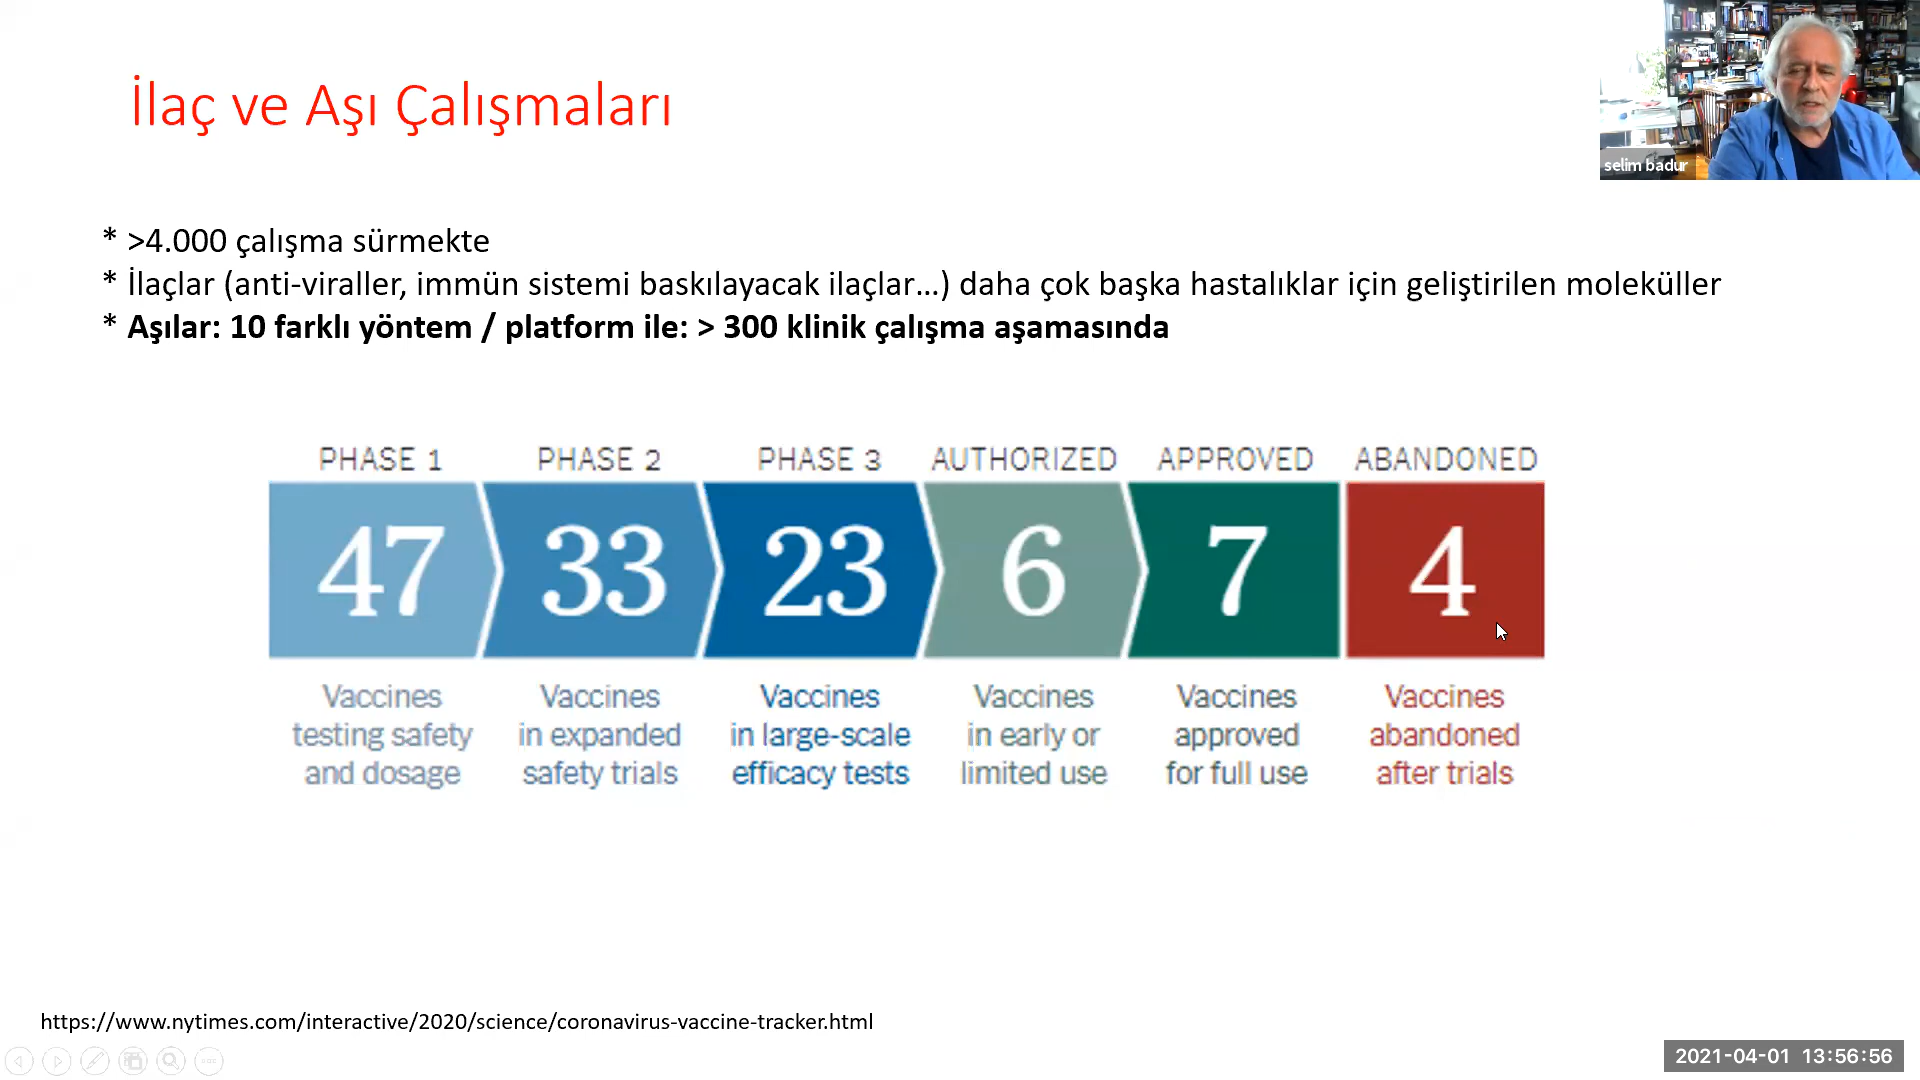 İlaç ve Aşı Çalışmaları
selim badur
* >4.000 çalışma sürmekte
* İlaçlar (anti-viraller, immün sistemi baskılayacak ilaçlar...) daha çok başka hastalıklar için geliştirilen moleküller
* Aşılar: 10 farklı yöntem / platform ile: > 300 klinik çalışma aşamasında
PHASE 1 PHASE 2 PHASE 3 AUTHORIZED APPROVED ABANDONED
47 33 23 6 7 4
Vaccines Vaccines Vaccines Vaccines Vaccines Vaccines
testing safety in expanded in large-scale in early or approved abandoned
and dosage safety trials efficacy tests limited use for full use after trials
https://www.nytimes.com/interactive/2020/science/coronavirus-vaccine-tracker.html
2021-04-01 13:56:56